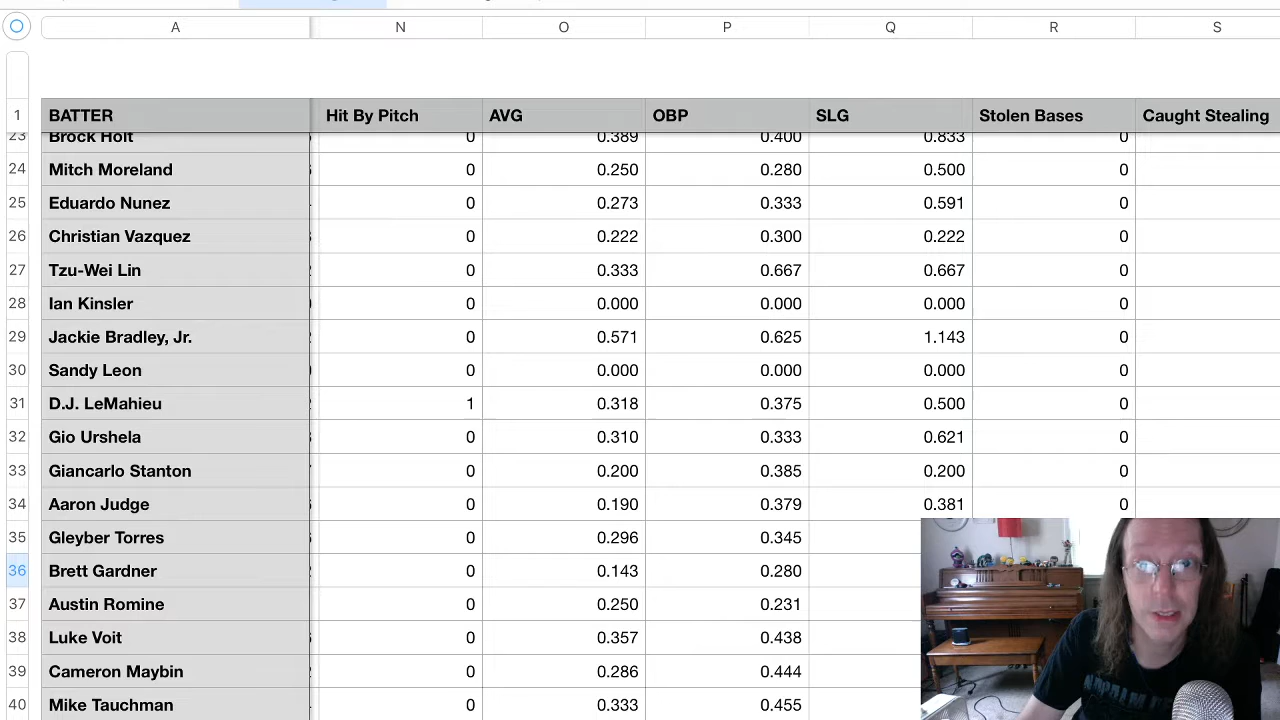 A N O P Q R S
1 BATTER Hit By Pitch AVG OBP SLG Stolen Bases Caught Stealing
23 Brock Holt 0 0.389 0.400 0.833 0
24 Mitch Moreland 0 0.250 0.280 0.500 0
25 Eduardo Nunez 0 0.273 0.333 0.591 0
26 Christian Vazquez 0 0.222 0.300 0.222 0
27 Tzu-Wei Lin 0 0.333 0.667 0.667 0
28 Ian Kinsler 0 0.000 0.000 0.000 0
29 Jackie Bradley, Jr. 0 0.571 0.625 1.143 0
30 Sandy Leon 0 0.000 0.000 0.000 0
31 D.J. LeMahieu 1 0.318 0.375 0.500 0
32 Gio Urshela 0 0.310 0.333 0.621 0
33 Giancarlo Stanton 0 0.200 0.385 0.200 0
34 Aaron Judge 0 0.190 0.379 0.381 0
35 Gleyber Torres 0 0.296 0.345
36 Brett Gardner 0 0.143 0.280
37 Austin Romine 0 0.250 0.231
38 Luke Voit 0 0.357 0.438
39 Cameron Maybin 0 0.286 0.444
40 Mike Tauchman 0 0.333 0.455